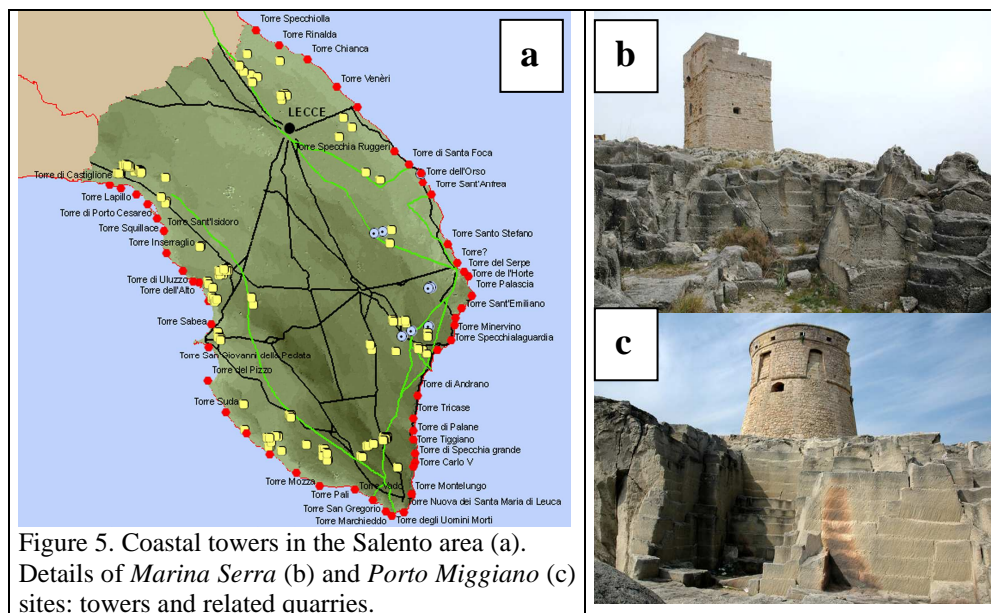 a
Torre Specchiolla
Torre Rinalda
Torre Chianca
Torre Venèri
LECCE
Torre Specchia Ruggeri
Torre di Santa Foca
Torre dell'Orso
Torre Sant'Andrea
Torre di Castiglione
Torre Lapillo
Torre di Porto Cesareo
Torre Sant'Isidoro
Torre Squillace
Torre Inserraglio
Torre Santo Stefano
Torre?
Torre del Serpe
Torre de l'Horte
Torre Palascia
Torre di Uluzzo
Torre dell'Alto
Torre Sant'Emiliano
Torre Sabea
Torre Minervino
Torre Specchialaguardia
Torre San Giovanni della Pedata
Torre del Pizzo
Torre di Andrano
Torre Suda
Torre Tricase
Torre di Palane
Torre Tiggiano
Torre di Specchia grande
Torre Carlo V
Torre Mozza
Torre Vado
Torre Montelungo
Torre Pali
Torre Nuova dei Santa Maria di Leuca
Torre San Gregorio
Torre Marchieddo
Torre degli Uomini Morti
Figure 5. Coastal towers in the Salento area (a).
Details of Marina Serra (b) and Porto Miggiano (c)
sites: towers and related quarries.
b
c